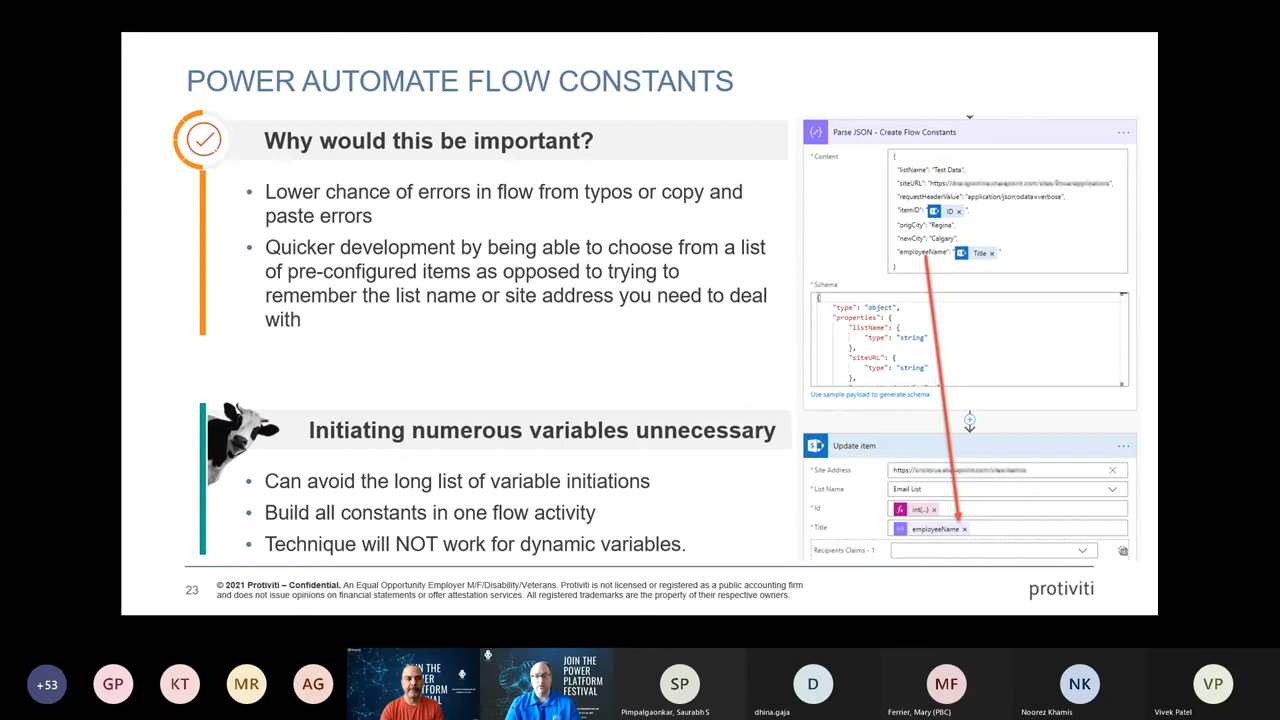 POWER AUTOMATE FLOW CONSTANTS
Why would this be important?
• Lower chance of errors in flow from typos or copy and
paste errors
• Quicker development by being able to choose from a list
of pre-configured items as opposed to trying to
remember the list name or site address you need to deal
with
Initiating numerous variables unnecessary
• Can avoid the long list of variable initiations
• Build all constants in one flow activity
• Technique will NOT work for dynamic variables.
Parse JSON - Create Flow Constants
* Content
{
"listName": "Test Data",
"siteURL": "https://
"requestHeaderValue": "application/json;odata=verbose",
"itemID": " ID × ",
"origCity": "Regina",
"newCity": "Calgary",
"employeeName": " Title × "
}
* Schema
{
"type": "object",
"properties": {
"listName": {
"type": "string"
},
"siteURL": {
"type": "string"
},
Use sample payload to generate schema
Update item
* Site Address
https://
* List Name
Email List
* Id
int(...) ×
* Title
employeeName ×
Recipients Claims - 1
23
© 2021 Protiviti – Confidential. An Equal Opportunity Employer M/F/Disability/Veterans. Protiviti is not licensed or registered as a public accounting firm
and does not issue opinions on financial statements or offer attestation services. All registered trademarks are the property of their respective owners.
protiviti
+53
GP
KT
MR
AG
JOIN THE
POWER
PLATFORM
FESTIVAL
SP
Pimpalgaonkar, Saurabh S
D
dhina.gaja
MF
Ferrier, Mary (PBC)
NK
Noorez Khamis
VP
Vivek Patel